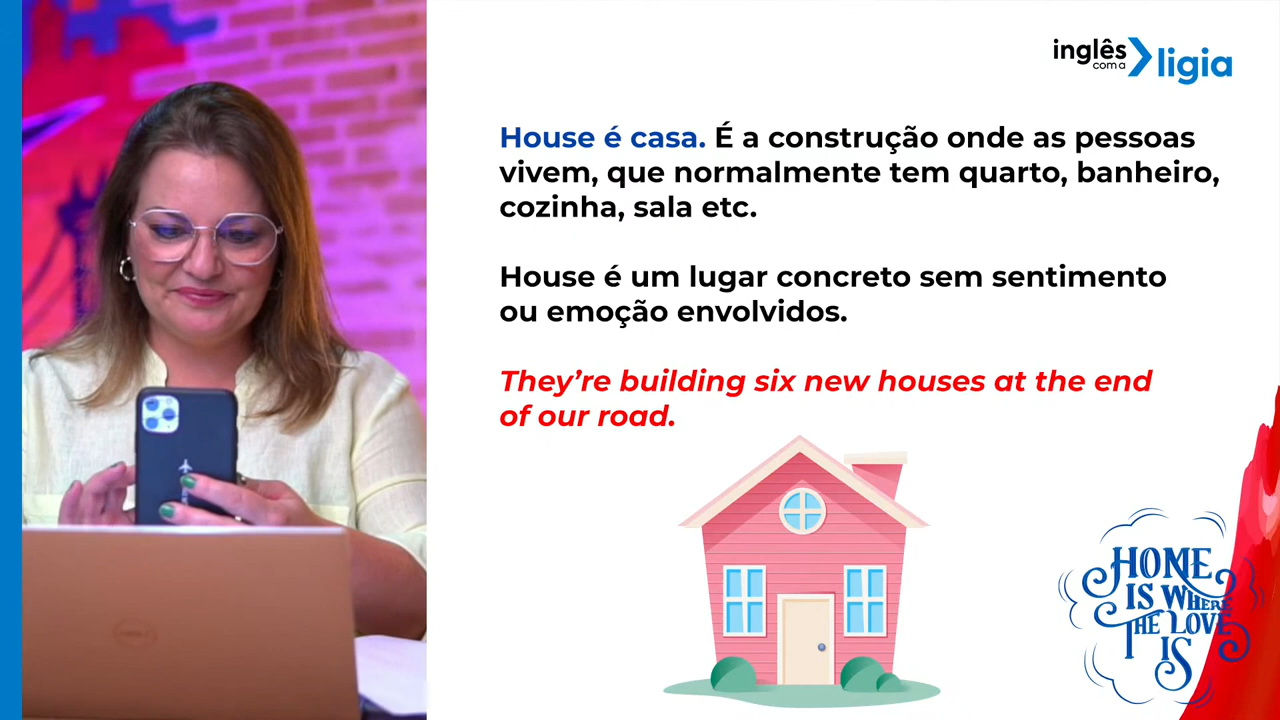 inglês
com a
ligia
House é casa. É a construção onde as pessoas
vivem, que normalmente tem quarto, banheiro,
cozinha, sala etc.
House é um lugar concreto sem sentimento
ou emoção envolvidos.
They’re building six new houses at the end
of our road.
HOME
IS WHERE
THE LOVE
IS